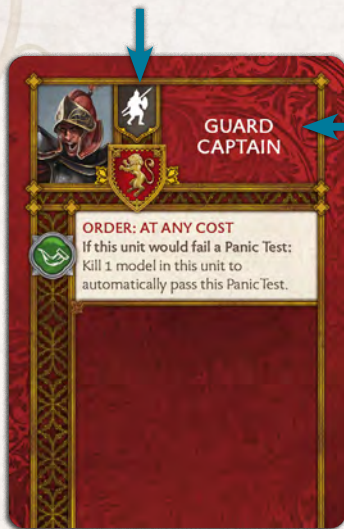 GUARD
CAPTAIN
ORDER: AT ANY COST
If this unit would fail a Panic Test:
Kill 1 model in this unit to
automatically pass this Panic Test.